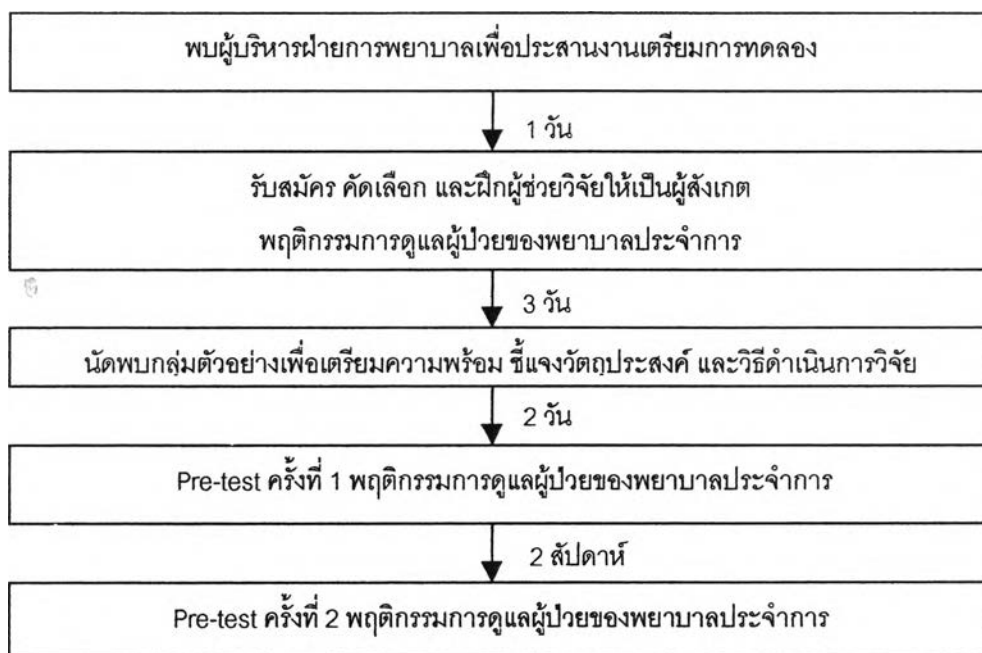 พบผู้บริหารฝ่ายการพยาบาลเพื่อประสานงานเตรียมการทดลอง
1 วัน
รับสมัคร คัดเลือก และฝึกผู้ช่วยวิจัยให้เป็นผู้สังเกต
พฤติกรรมการดูแลผู้ป่วยของพยาบาลประจำการ
3 วัน
นัดพบกลุ่มตัวอย่างเพื่อเตรียมความพร้อม ชี้แจงวัตถุประสงค์ และวิธีดำเนินการวิจัย
2 วัน
Pre-test ครั้งที่ 1 พฤติกรรมการดูแลผู้ป่วยของพยาบาลประจำการ
2 สัปดาห์
Pre-test ครั้งที่ 2 พฤติกรรมการดูแลผู้ป่วยของพยาบาลประจำการ